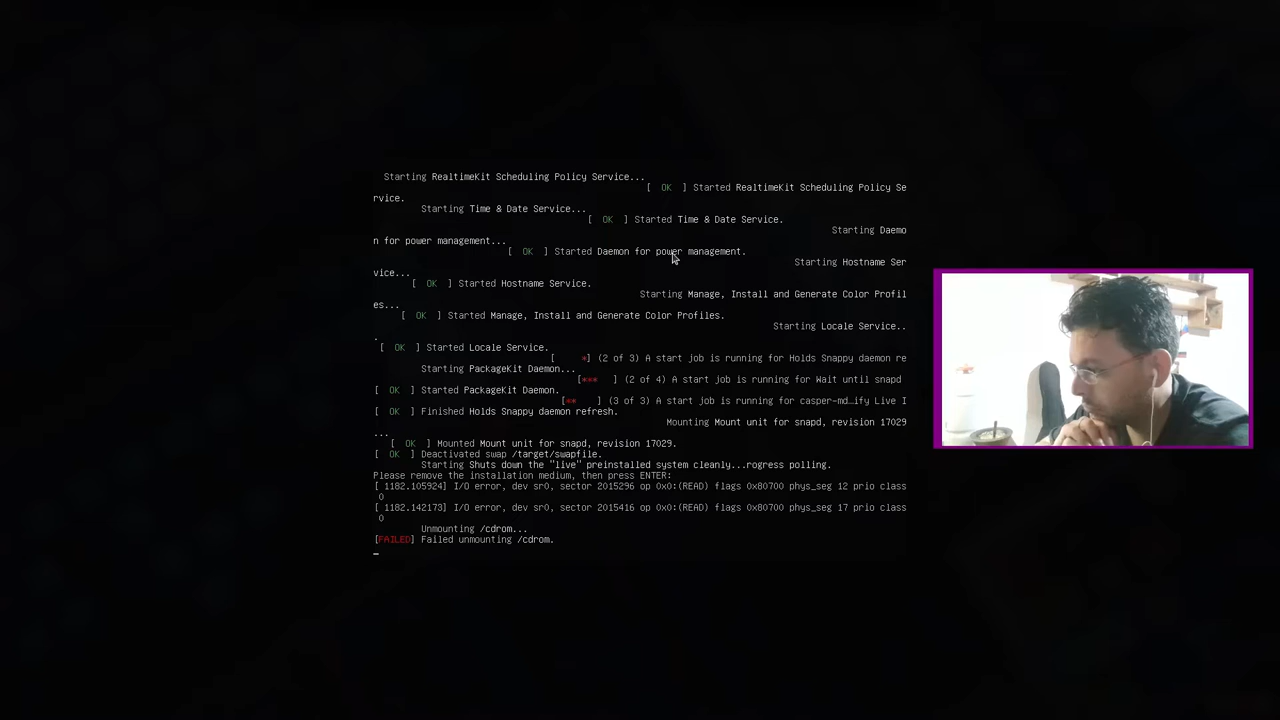 Starting RealtimeKit Scheduling Policy Service...
[ OK ] Started RealtimeKit Scheduling Policy Se
rvice.
Starting Time & Date Service...
[ OK ] Started Time & Date Service.
Starting Daemo
n for power management...
[ OK ] Started Daemon for power management.
Starting Hostname Ser
vice...
[ OK ] Started Hostname Service.
Starting Manage, Install and Generate Color Profil
es...
[ OK ] Started Manage, Install and Generate Color Profiles.
Starting Locale Service..
.
[ OK ] Started Locale Service.
[ *] (2 of 3) A start job is running for Holds Snappy daemon re
Starting PackageKit Daemon...
[*** ] (2 of 4) A start job is running for Wait until snapd
[ OK ] Started PackageKit Daemon.
[** ] (3 of 3) A start job is running for casper-md…ify Live I
[ OK ] Finished Holds Snappy daemon refresh.
Mounting Mount unit for snapd, revision 17029
...
[ OK ] Mounted Mount unit for snapd, revision 17029.
[ OK ] Deactivated swap /target/swapfile.
Starting Shuts down the "live" preinstalled system cleanly...rogress polling.
Please remove the installation medium, then press ENTER:
[ 1182.105924] I/O error, dev sr0, sector 2015296 op 0x0:(READ) flags 0x80700 phys_seg 12 prio class
0
[ 1182.142173] I/O error, dev sr0, sector 2015416 op 0x0:(READ) flags 0x80700 phys_seg 17 prio class
0
Unmounting /cdrom...
[FAILED] Failed unmounting /cdrom.